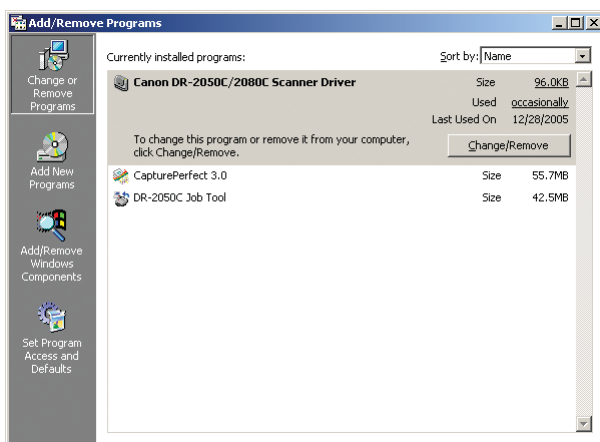 Add/Remove Programs
Change or
Remove
Programs
Add New
Programs
Add/Remove
Windows
Components
Set Program
Access and
Defaults
Currently installed programs:
Sort by: Name
Canon DR-2050C/2080C Scanner Driver
Size 96.0KB
Used occasionally
Last Used On 12/28/2005
To change this program or remove it from your computer,
click Change/Remove.
Change/Remove
CapturePerfect 3.0 Size 55.7MB
DR-2050C Job Tool Size 42.5MB